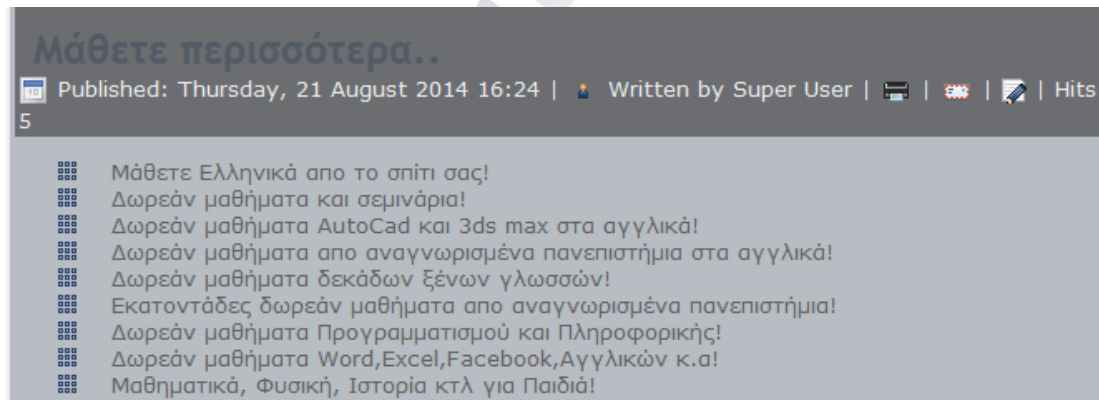 Μάθετε περισσότερα..
Published: Thursday, 21 August 2014 16:24 | Written by Super User | | | | Hits
5
Μάθετε Ελληνικά απο το σπίτι σας!
Δωρεάν μαθήματα και σεμινάρια!
Δωρεάν μαθήματα AutoCad και 3ds max στα αγγλικά!
Δωρεάν μαθήματα απο αναγνωρισμένα πανεπιστήμια στα αγγλικά!
Δωρεάν μαθήματα δεκάδων ξένων γλωσσών!
Εκατοντάδες δωρεάν μαθήματα απο αναγνωρισμένα πανεπιστήμια!
Δωρεάν μαθήματα Προγραμματισμού και Πληροφορικής!
Δωρεάν μαθήματα Word,Excel,Facebook,Αγγλικών κ.α!
Μαθηματικά, Φυσική, Ιστορία κτλ για Παιδιά!